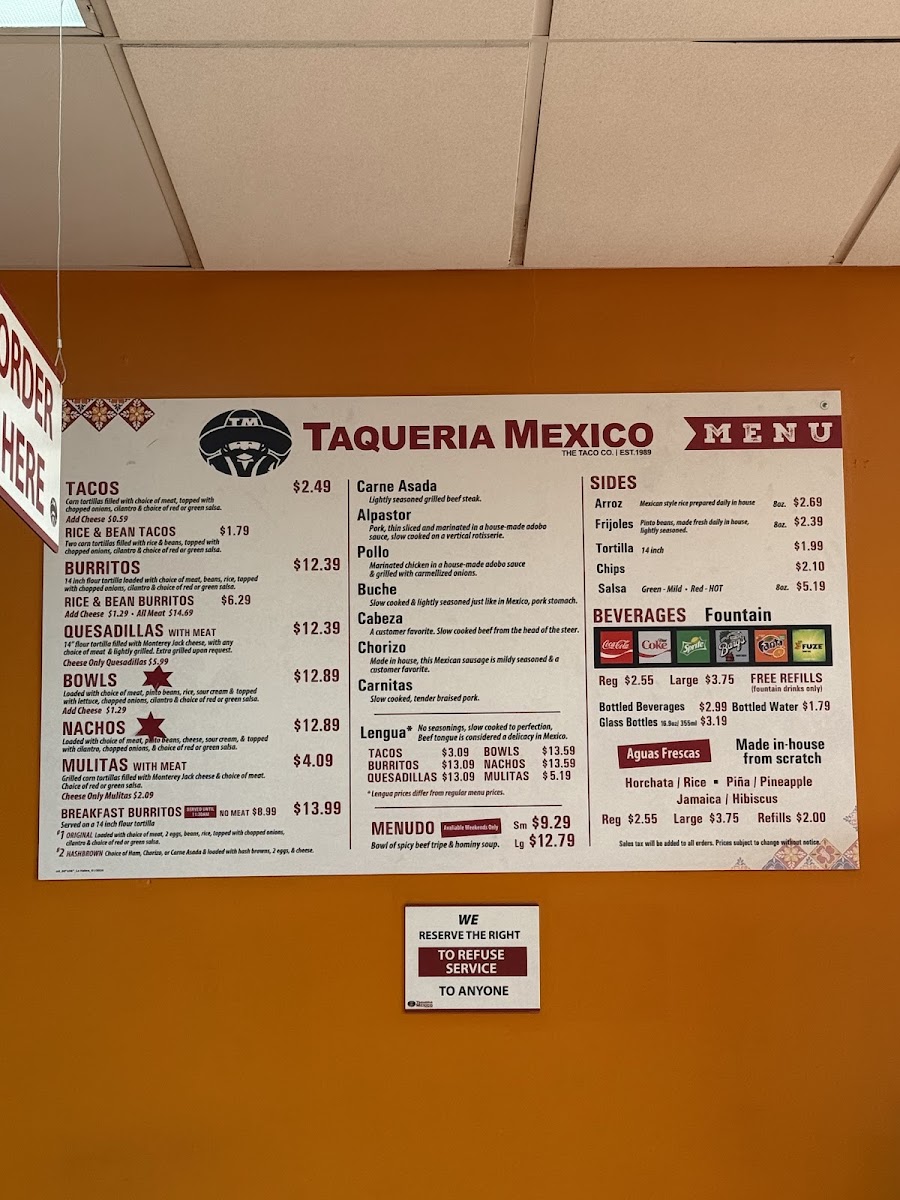 ORDER
HERE
TM
TAQUERIA MEXICO
THE TACO CO. | EST.1989
MENU
TACOS $2.49
Corn tortillas filled with choice of meat, topped with
chopped onions, cilantro & choice of red or green salsa.
Add Cheese $0.59
RICE & BEAN TACOS $1.79
Two corn tortillas filled with rice & beans, topped with
chopped onions, cilantro & choice of red or green salsa.
BURRITOS $12.39
14 inch flour tortilla loaded with choice of meat, beans, rice, topped
with chopped onions, cilantro & choice of red or green salsa.
RICE & BEAN BURRITOS $6.29
Add Cheese $1.29 • All Meat $14.69
QUESADILLAS WITH MEAT $12.39
14" flour tortilla filled with Monterey Jack cheese, with any
choice of meat & lightly grilled. Extra grilled upon request.
Cheese Only Quesadillas $5.99
BOWLS $12.89
Loaded with choice of meat, pinto beans, rice, sour cream & topped
with lettuce, chopped onions, cilantro & choice of red or green salsa.
Add Cheese $1.29
NACHOS $12.89
Loaded with choice of meat, pinto beans, cheese, sour cream, & topped
with cilantro, chopped onions, & choice of red or green salsa.
MULITAS WITH MEAT $4.09
Grilled corn tortillas filled with Monterey Jack cheese & choice of meat.
Choice of red or green salsa.
Cheese Only Mulitas $2.09
BREAKFAST BURRITOS SERVED UNTIL 11:30AM NO MEAT $8.99 $13.99
Served on a 14 inch flour tortilla
#1 ORIGINAL Loaded with choice of meat, 2 eggs, beans, rice, topped with chopped onions,
cilantro & choice of red or green salsa.
#2 HASHBROWN Choice of Ham, Chorizo, or Carne Asada & loaded with hash browns, 2 eggs, & cheese.
Carne Asada
Lightly seasoned grilled beef steak.
Alpastor
Pork, thin sliced and marinated in a house-made adobo
sauce, slow cooked on a vertical rotisserie.
Pollo
Marinated chicken in a house-made adobo sauce
& grilled with carmellized onions.
Buche
Slow cooked & lightly seasoned just like in Mexico, pork stomach.
Cabeza
A customer favorite. Slow cooked beef from the head of the steer.
Chorizo
Made in house, this Mexican sausage is mildy seasoned & a
customer favorite.
Carnitas
Slow cooked, tender braised pork.
Lengua* No seasonings, slow cooked to perfection,
Beef tongue is considered a delicacy in Mexico.
TACOS $3.09 BOWLS $13.59
BURRITOS $13.09 NACHOS $13.59
QUESADILLAS $13.09 MULITAS $5.19
* Lengua prices differ from regular menu prices.
MENUDO Available Weekends Only Sm $9.29
Bowl of spicy beef tripe & hominy soup. Lg $12.79
SIDES
Arroz Mexican style rice prepared daily in house 8oz. $2.69
Frijoles Pinto beans, made fresh daily in house,
lightly seasoned. 8oz. $2.39
Tortilla 14 inch $1.99
Chips $2.10
Salsa Green - Mild • Red - HOT 8oz. $5.19
BEVERAGES Fountain
Coca-Cola Coke Sprite Barq's Fanta FUZE
Reg $2.55 Large $3.75 FREE REFILLS
(fountain drinks only)
Bottled Beverages $2.99 Bottled Water $1.79
Glass Bottles 16.9oz/ 355ml $3.19
Aguas Frescas Made in-house
from scratch
Horchata / Rice ▪ Piña / Pineapple
Jamaica / Hibiscus
Reg $2.55 Large $3.75 Refills $2.00
Sales tax will be added to all orders. Prices subject to change without notice.
WE
RESERVE THE RIGHT
TO REFUSE
SERVICE
TO ANYONE